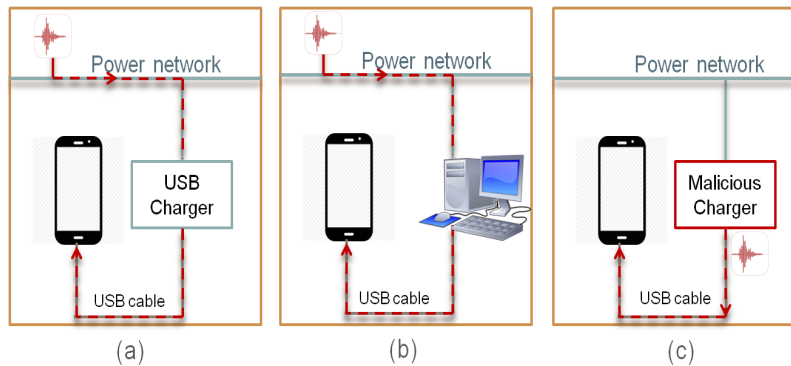 Power network
USB
Charger
USB cable
(a)
Power network
USB cable
(b)
Power network
Malicious
Charger
USB cable
(c)